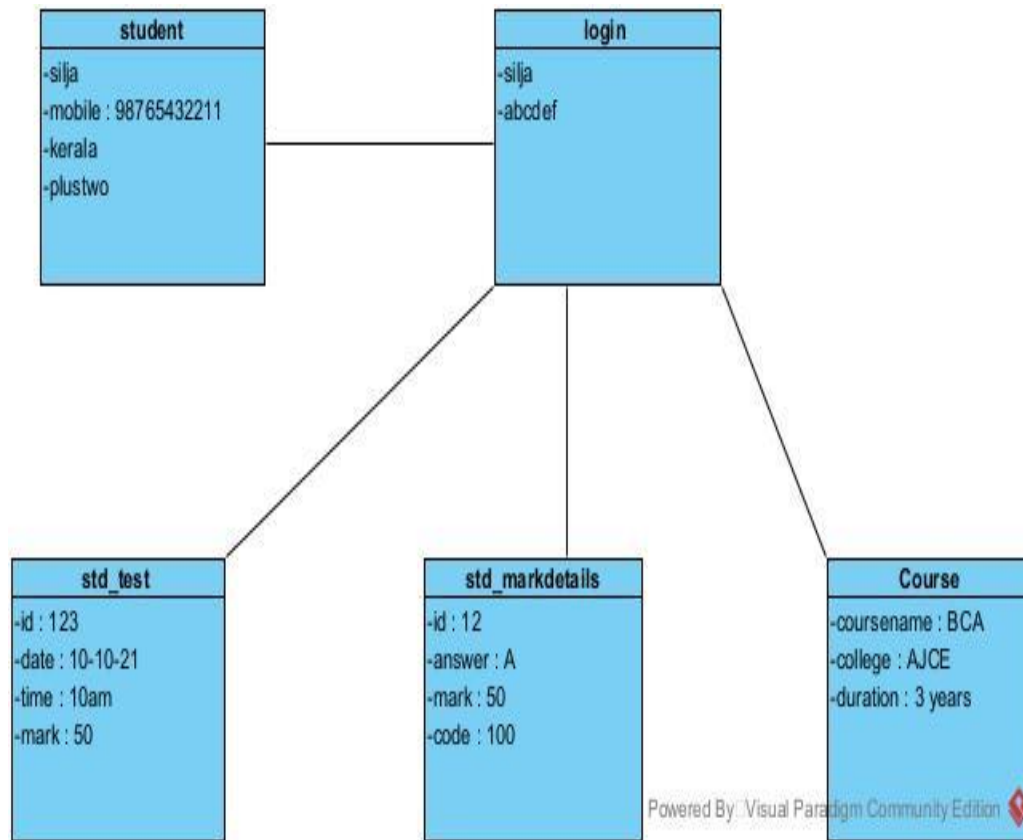 student
-silja
-mobile : 98765432211
-kerala
-plustwo
login
-silja
-abcdef
std_test
-id : 123
-date : 10-10-21
-time : 10am
-mark : 50
std_markdetails
-id : 12
-answer : A
-mark : 50
-code : 100
Course
-coursename : BCA
-college : AJCE
-duration : 3 years
Powered By Visual Paradigm Community Edition